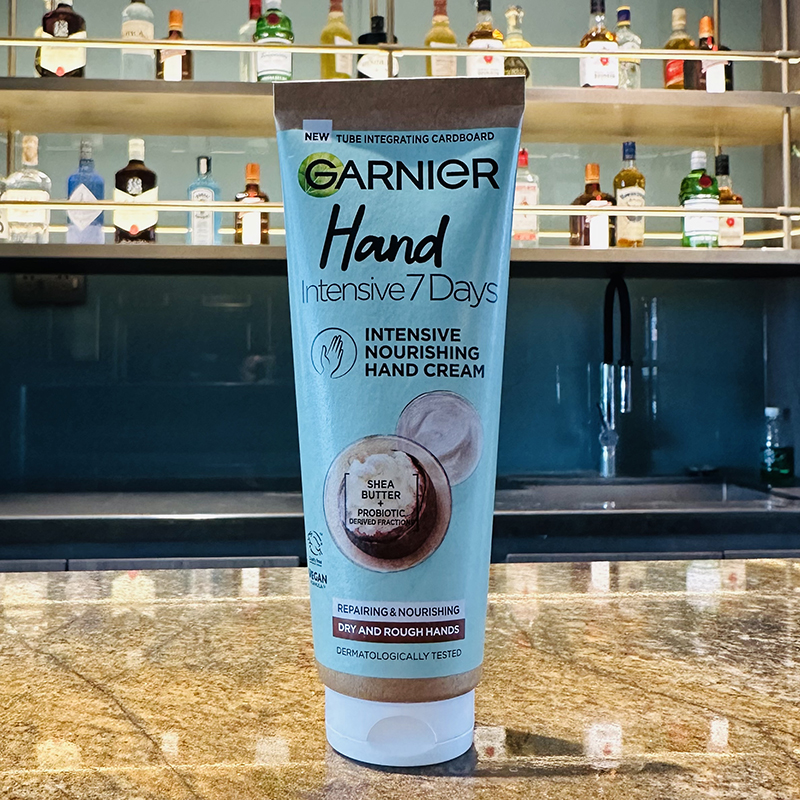 NEW TUBE INTEGRATING CARDBOARD
GARNIER
Hand
Intensive 7 Days
INTENSIVE
NOURISHING
HAND CREAM
SHEA
BUTTER
+
PROBIOTIC
DERIVED FRACTIONS
VEGAN
REPAIRING & NOURISHING
DRY AND ROUGH HANDS
DERMATOLOGICALLY TESTED